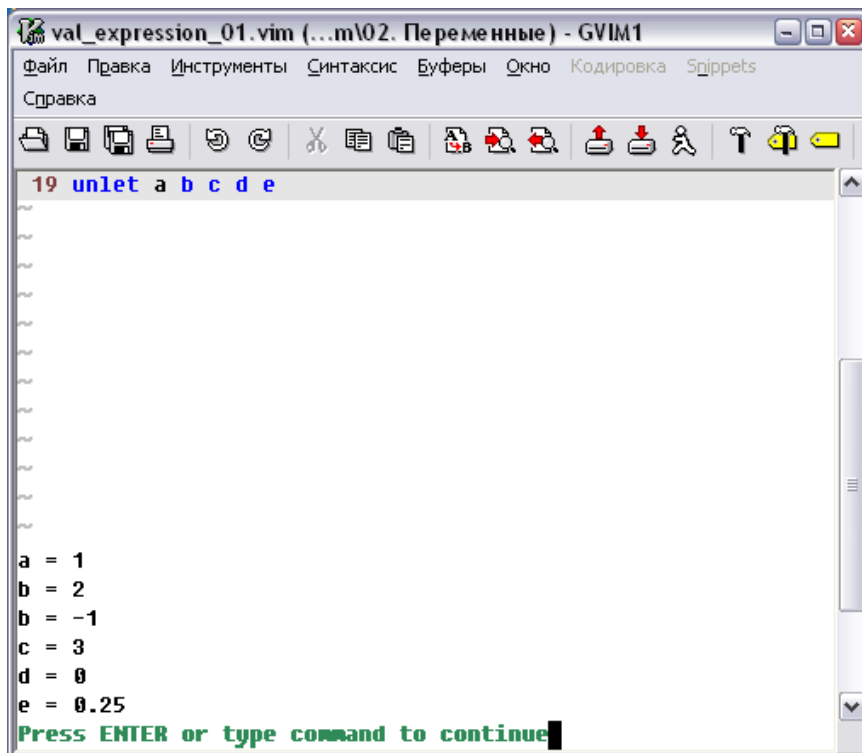 val_expression_01.vim (...m\02. Переменные) - GVIM1
Файл Правка Инструменты Синтаксис Буферы Окно Кодировка Snippets
Справка
19 unlet a b c d e
~
~
~
~
~
~
~
~
~
~
~
~
a = 1
b = 2
b = -1
c = 3
d = 0
e = 0.25
Press ENTER or type command to continue